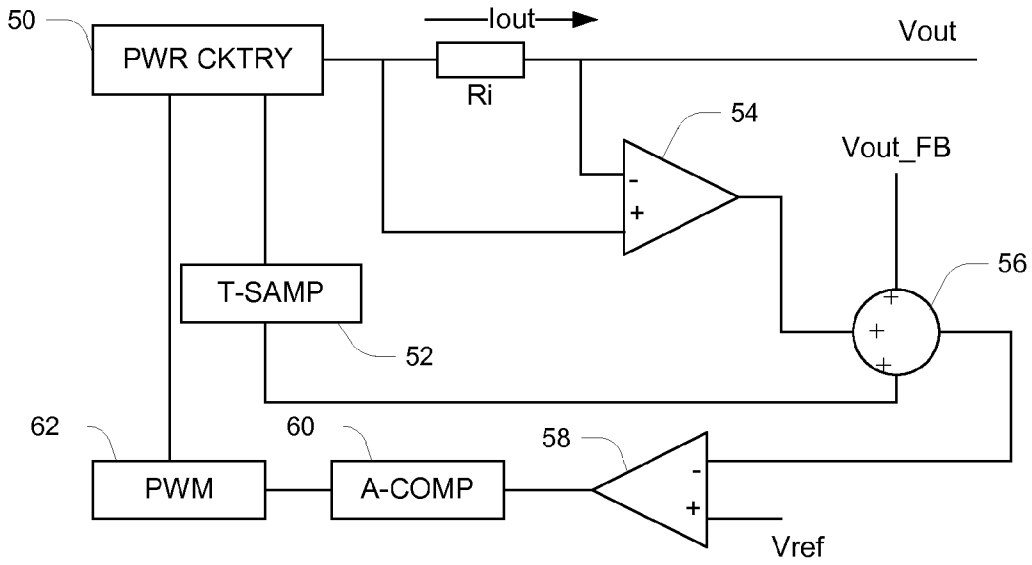 50
PWR CKTRY
Iout
Vout
Ri
54
-
+
Vout_FB
T-SAMP
52
56
+
+
+
62
60
58
PWM
A-COMP
-
+
Vref